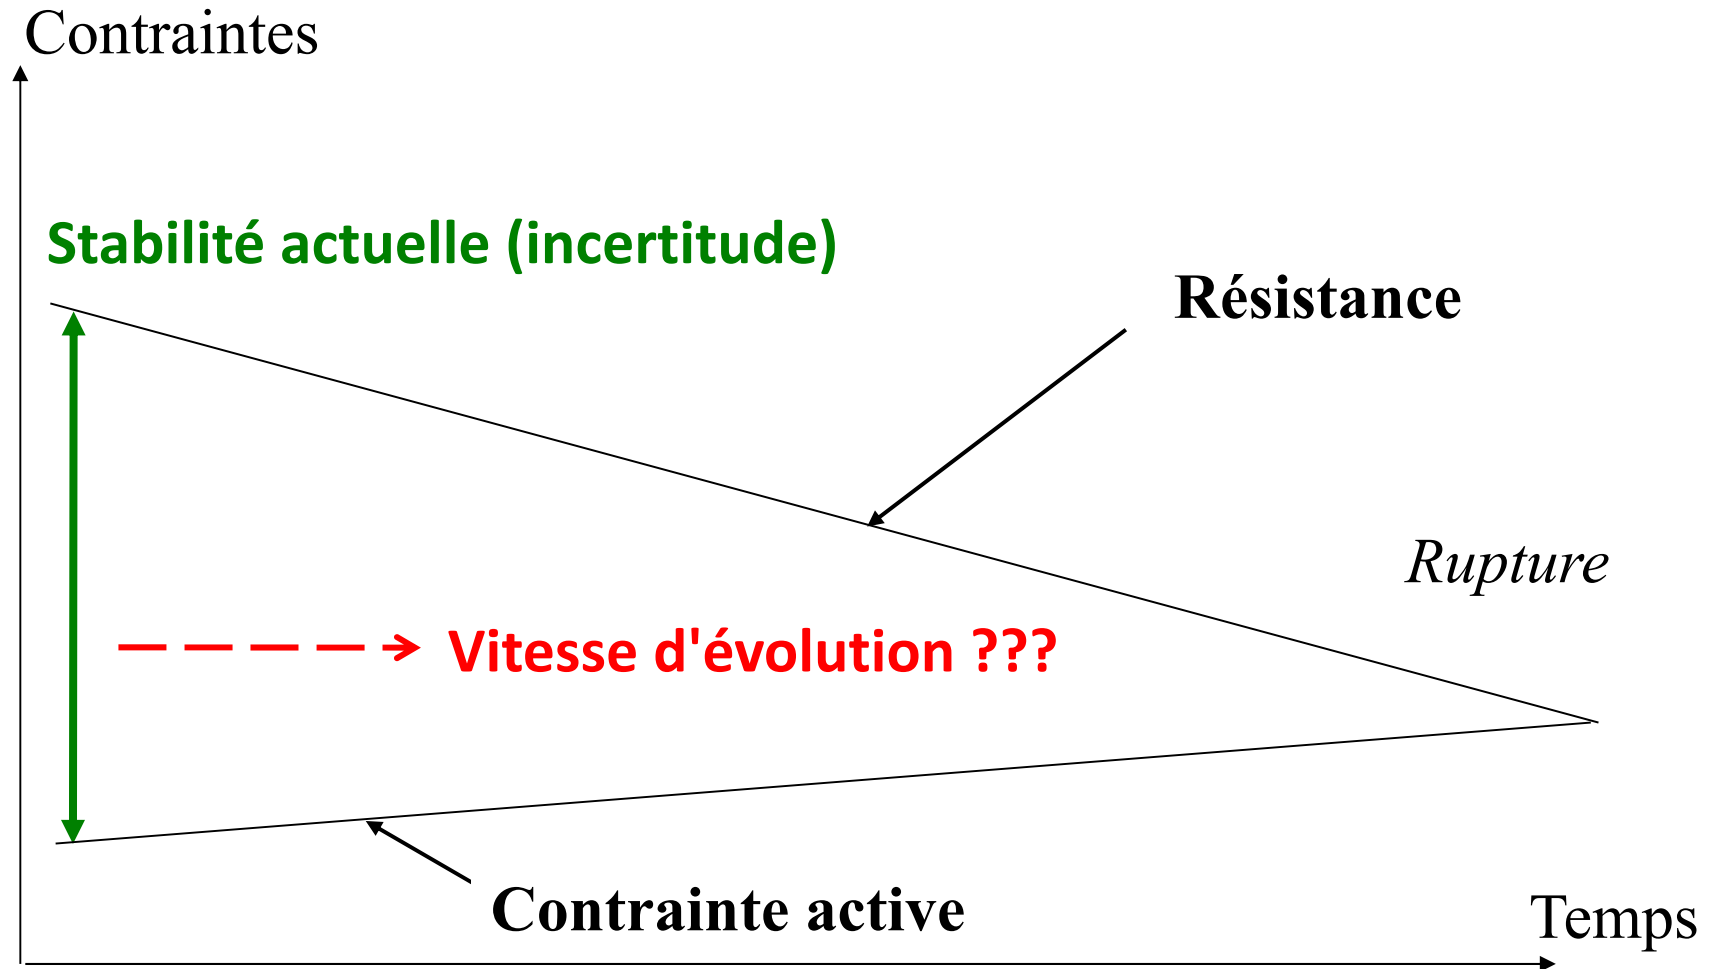 Contraintes
Stabilité actuelle (incertitude)
Résistance
Rupture
Vitesse d'évolution ???
Contrainte active
Temps